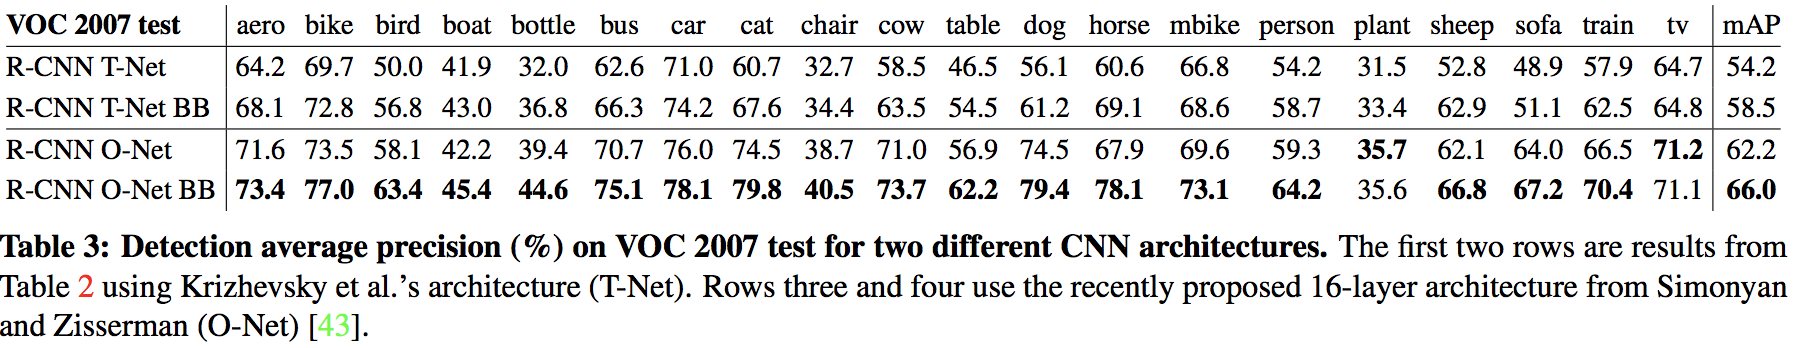 VOC 2007 test aero bike bird boat bottle bus car cat chair cow table dog horse mbike person plant sheep sofa train tv mAP
R-CNN T-Net 64.2 69.7 50.0 41.9 32.0 62.6 71.0 60.7 32.7 58.5 46.5 56.1 60.6 66.8 54.2 31.5 52.8 48.9 57.9 64.7 54.2
R-CNN T-Net BB 68.1 72.8 56.8 43.0 36.8 66.3 74.2 67.6 34.4 63.5 54.5 61.2 69.1 68.6 58.7 33.4 62.9 51.1 62.5 64.8 58.5
R-CNN O-Net 71.6 73.5 58.1 42.2 39.4 70.7 76.0 74.5 38.7 71.0 56.9 74.5 67.9 69.6 59.3 35.7 62.1 64.0 66.5 71.2 62.2
R-CNN O-Net BB 73.4 77.0 63.4 45.4 44.6 75.1 78.1 79.8 40.5 73.7 62.2 79.4 78.1 73.1 64.2 35.6 66.8 67.2 70.4 71.1 66.0
Table 3: Detection average precision (%) on VOC 2007 test for two different CNN architectures. The first two rows are results from
Table 2 using Krizhevsky et al.’s architecture (T-Net). Rows three and four use the recently proposed 16-layer architecture from Simonyan
and Zisserman (O-Net) [43].